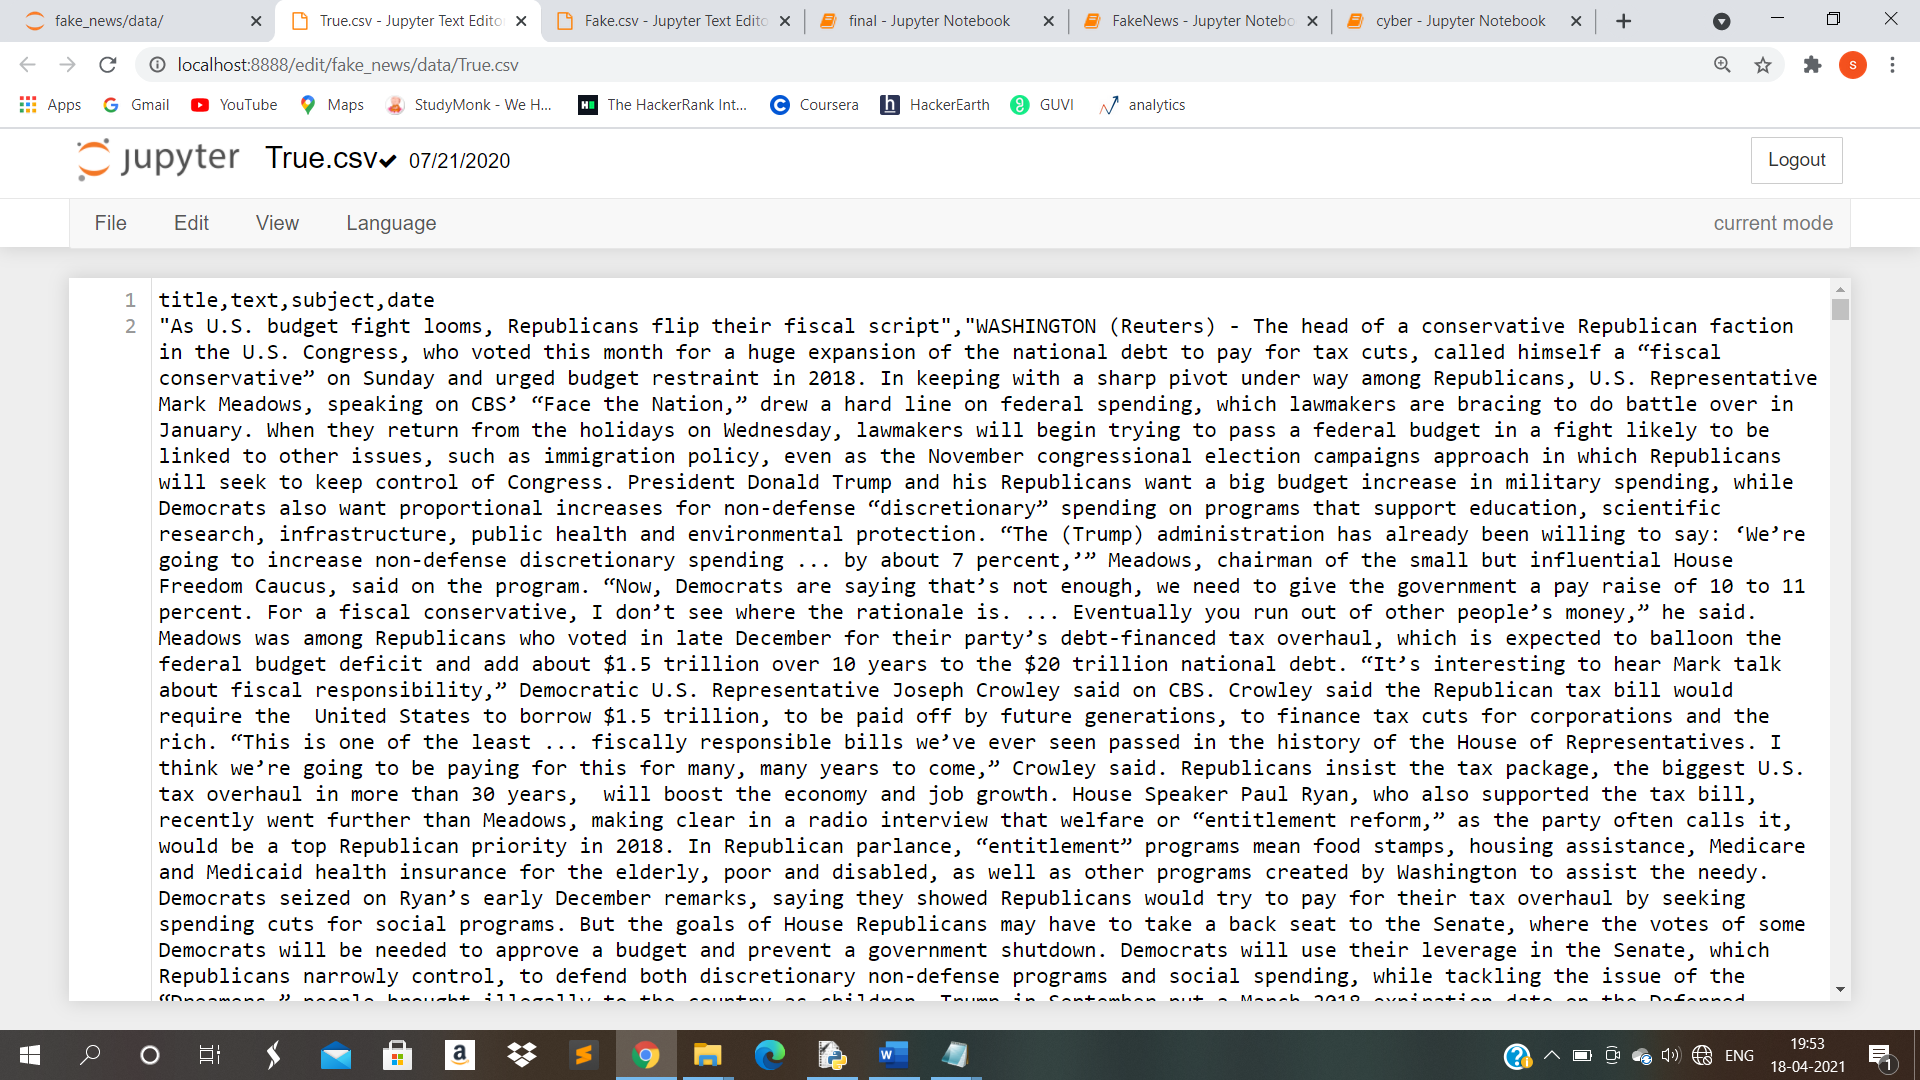 fake_news/data/
True.csv - Jupyter Text Edito
Fake.csv - Jupyter Text Edito
final - Jupyter Notebook
FakeNews - Jupyter Notebo
cyber - Jupyter Notebook
localhost:8888/edit/fake_news/data/True.csv
S
Apps
Gmail
YouTube
Maps
StudyMonk - We H...
The HackerRank Int...
Coursera
HackerEarth
GUVI
analytics
jupyter True.csv 07/21/2020
Logout
File Edit View Language
current mode
1 title,text,subject,date
2 "As U.S. budget fight looms, Republicans flip their fiscal script","WASHINGTON (Reuters) - The head of a conservative Republican faction
in the U.S. Congress, who voted this month for a huge expansion of the national debt to pay for tax cuts, called himself a “fiscal
conservative” on Sunday and urged budget restraint in 2018. In keeping with a sharp pivot under way among Republicans, U.S. Representative
Mark Meadows, speaking on CBS’ “Face the Nation,” drew a hard line on federal spending, which lawmakers are bracing to do battle over in
January. When they return from the holidays on Wednesday, lawmakers will begin trying to pass a federal budget in a fight likely to be
linked to other issues, such as immigration policy, even as the November congressional election campaigns approach in which Republicans
will seek to keep control of Congress. President Donald Trump and his Republicans want a big budget increase in military spending, while
Democrats also want proportional increases for non-defense “discretionary” spending on programs that support education, scientific
research, infrastructure, public health and environmental protection. “The (Trump) administration has already been willing to say: ‘We’re
going to increase non-defense discretionary spending ... by about 7 percent,’” Meadows, chairman of the small but influential House
Freedom Caucus, said on the program. “Now, Democrats are saying that’s not enough, we need to give the government a pay raise of 10 to 11
percent. For a fiscal conservative, I don’t see where the rationale is. ... Eventually you run out of other people’s money,” he said.
Meadows was among Republicans who voted in late December for their party’s debt-financed tax overhaul, which is expected to balloon the
federal budget deficit and add about $1.5 trillion over 10 years to the $20 trillion national debt. “It’s interesting to hear Mark talk
about fiscal responsibility,” Democratic U.S. Representative Joseph Crowley said on CBS. Crowley said the Republican tax bill would
require the  United States to borrow $1.5 trillion, to be paid off by future generations, to finance tax cuts for corporations and the
rich. “This is one of the least ... fiscally responsible bills we’ve ever seen passed in the history of the House of Representatives. I
think we’re going to be paying for this for many, many years to come,” Crowley said. Republicans insist the tax package, the biggest U.S.
tax overhaul in more than 30 years,  will boost the economy and job growth. House Speaker Paul Ryan, who also supported the tax bill,
recently went further than Meadows, making clear in a radio interview that welfare or “entitlement reform,” as the party often calls it,
would be a top Republican priority in 2018. In Republican parlance, “entitlement” programs mean food stamps, housing assistance, Medicare
and Medicaid health insurance for the elderly, poor and disabled, as well as other programs created by Washington to assist the needy.
Democrats seized on Ryan’s early December remarks, saying they showed Republicans would try to pay for their tax overhaul by seeking
spending cuts for social programs. But the goals of House Republicans may have to take a back seat to the Senate, where the votes of some
Democrats will be needed to approve a budget and prevent a government shutdown. Democrats will use their leverage in the Senate, which
Republicans narrowly control, to defend both discretionary non-defense programs and social spending, while tackling the issue of the
“Dreamers,” people brought illegally to the country as children. Trump in September put a March 2018 expiration date on the Deferred
ENG
19:53
18-04-2021
1